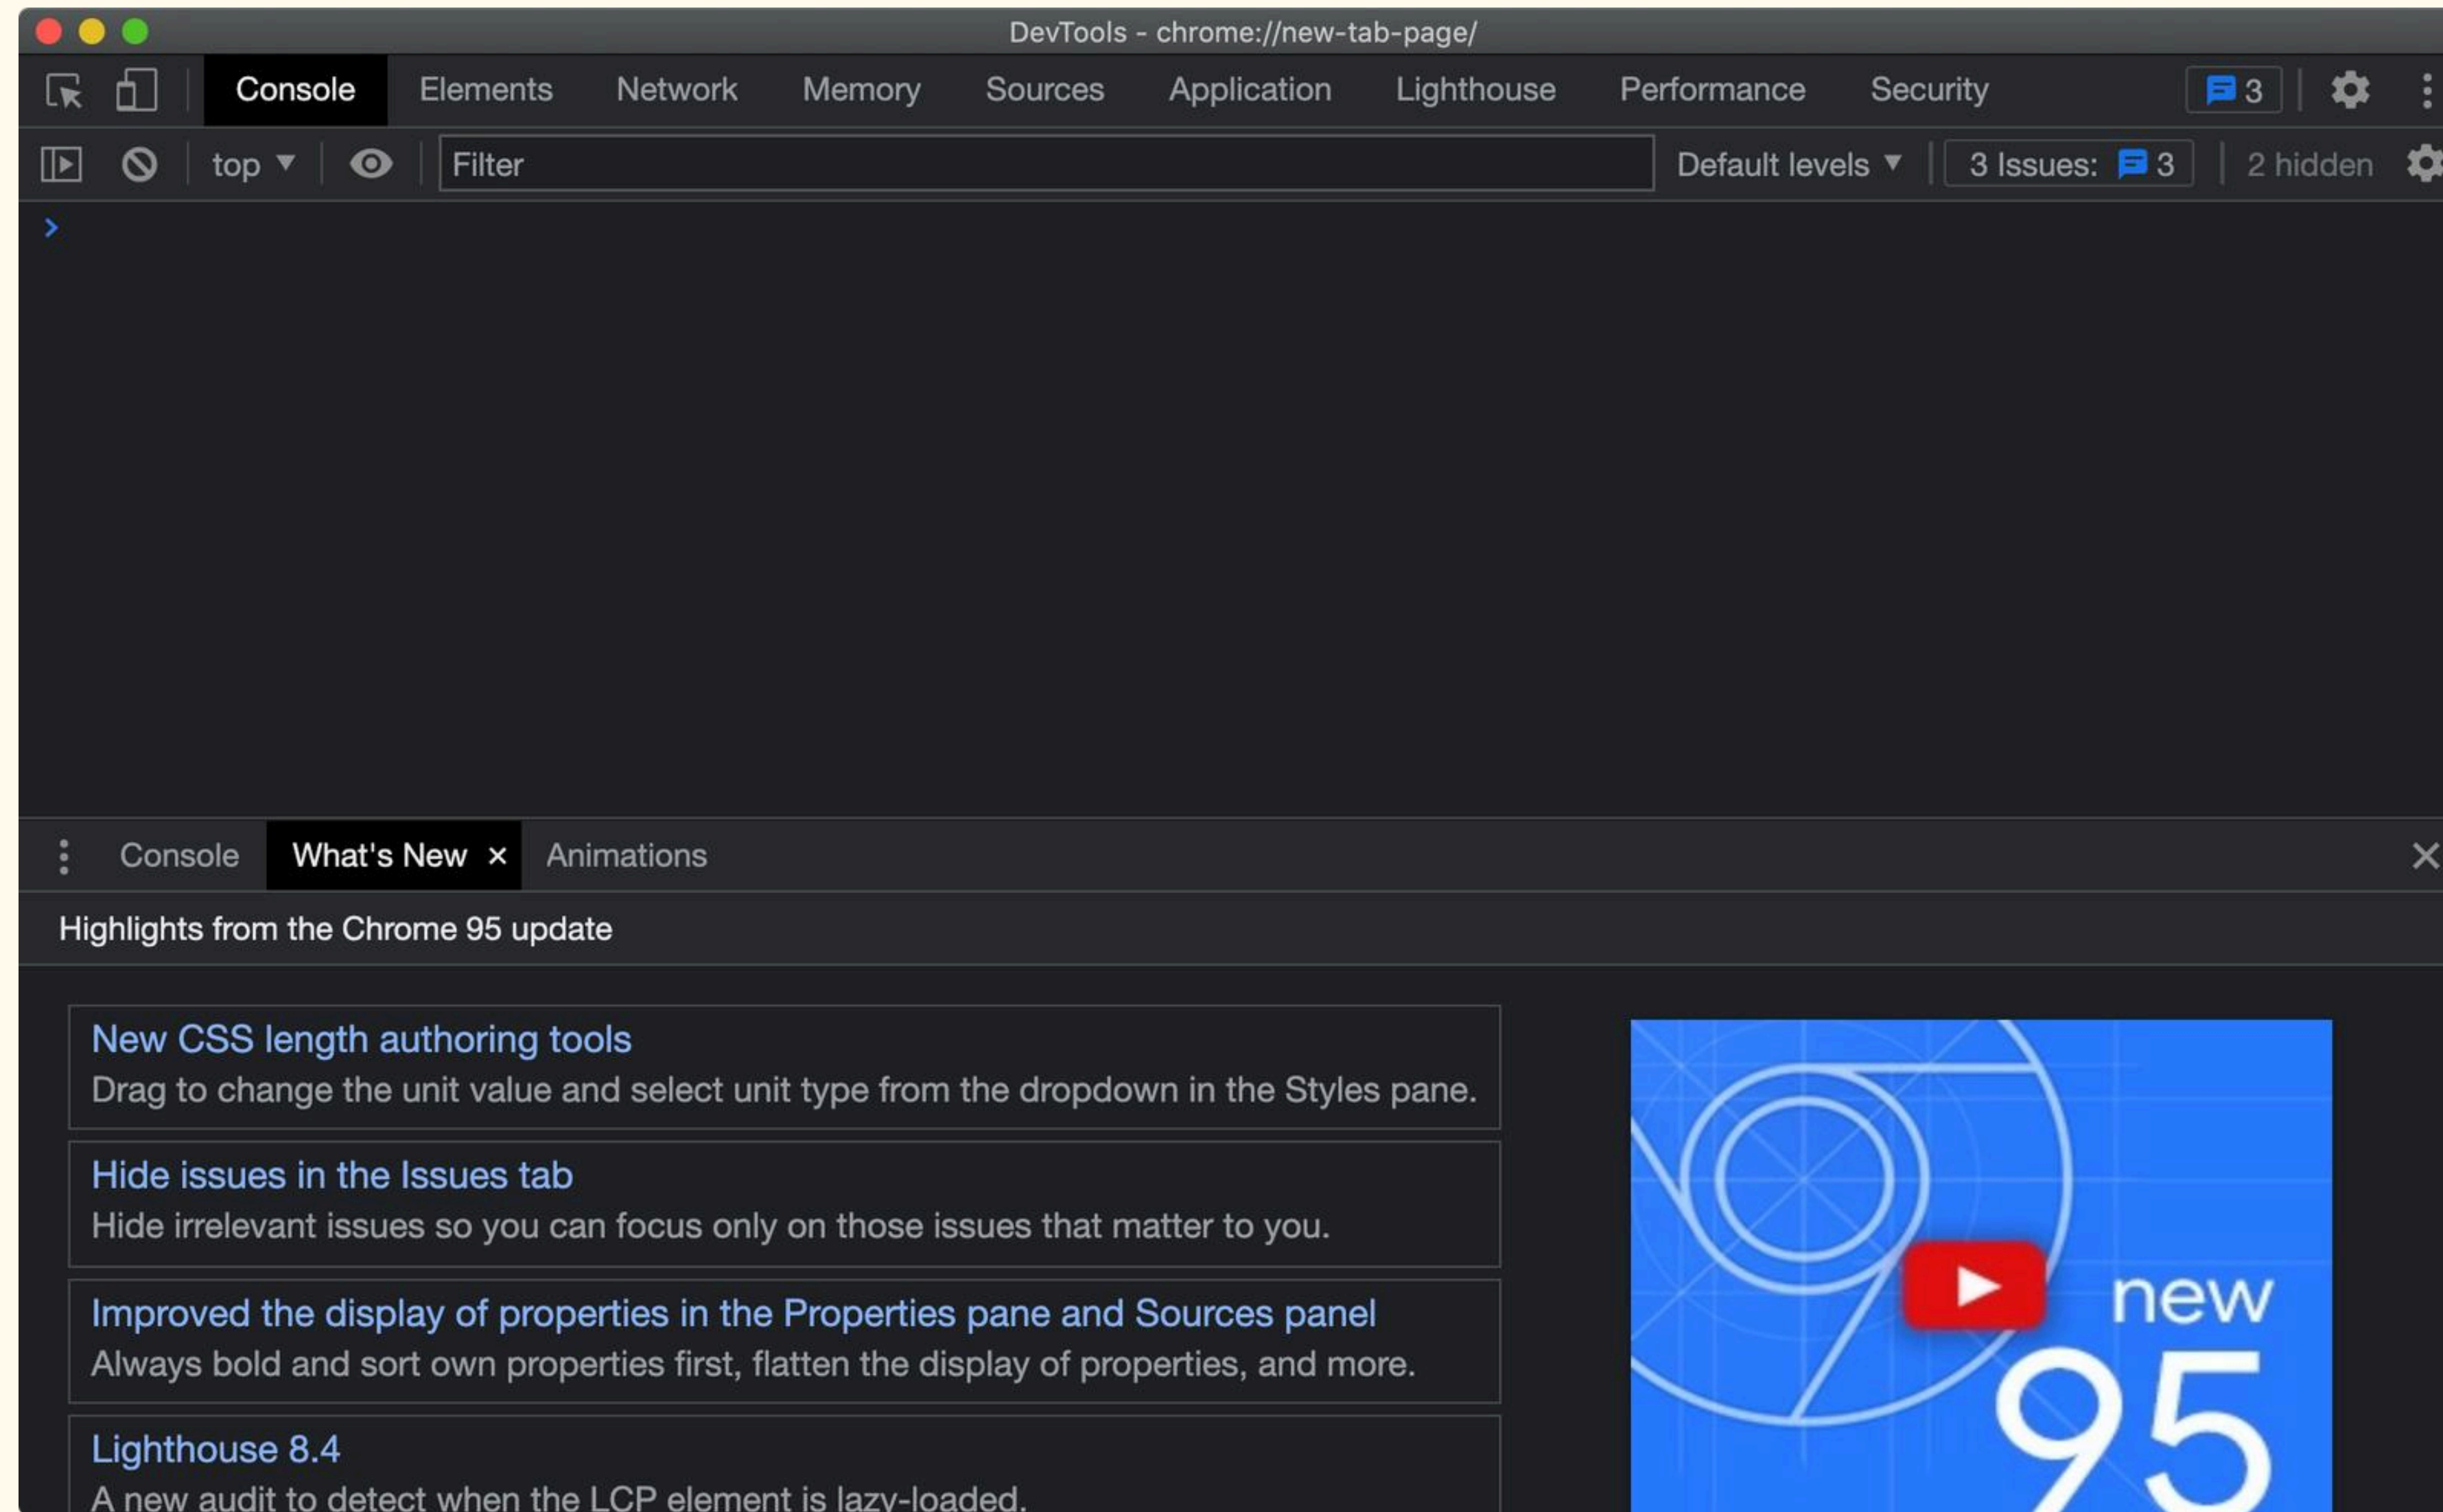 DevTools - chrome://new-tab-page/
Console Elements Network Memory Sources Application Lighthouse Performance Security 3
top Filter Default levels 3 Issues: 3 2 hidden
Console What's New × Animations
Highlights from the Chrome 95 update
New CSS length authoring tools
Drag to change the unit value and select unit type from the dropdown in the Styles pane.
Hide issues in the Issues tab
Hide irrelevant issues so you can focus only on those issues that matter to you.
Improved the display of properties in the Properties pane and Sources panel
Always bold and sort own properties first, flatten the display of properties, and more.
Lighthouse 8.4
A new audit to detect when the LCP element is lazy-loaded.
new
95